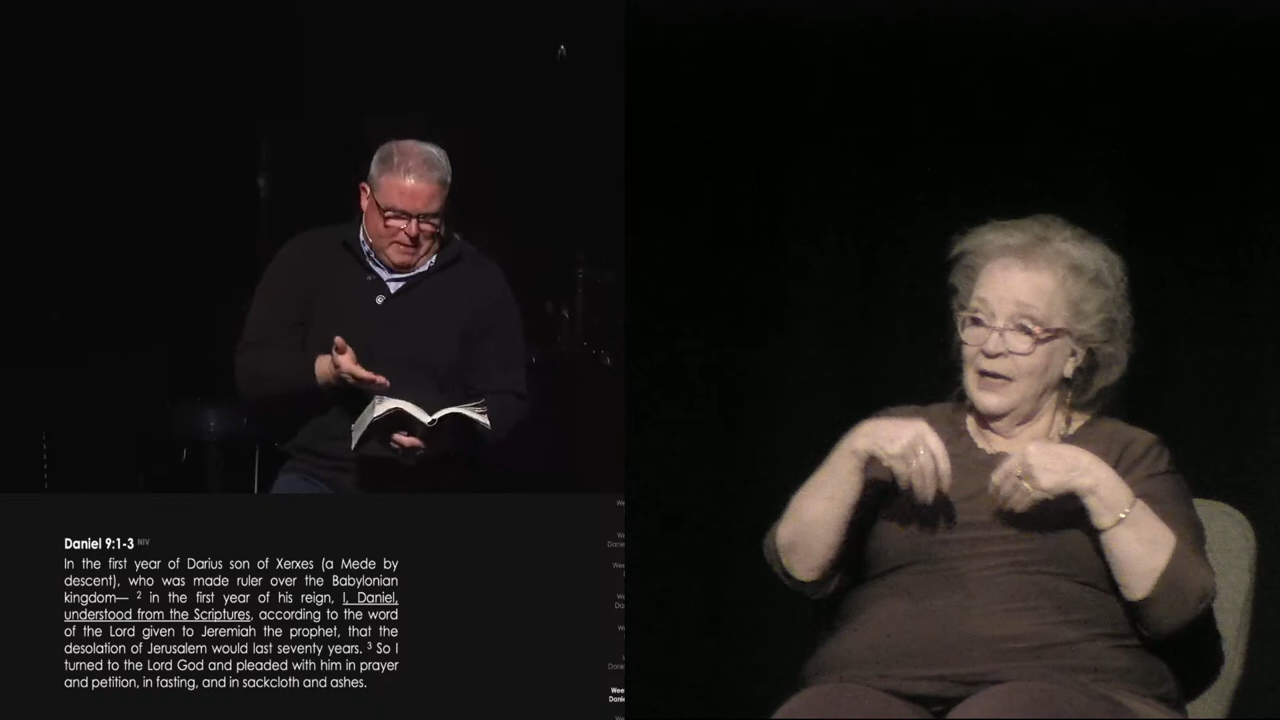 Daniel 9:1-3 NIV
In the first year of Darius son of Xerxes (a Mede by
descent), who was made ruler over the Babylonian
kingdom— 2 in the first year of his reign, I, Daniel,
understood from the Scriptures, according to the word
of the Lord given to Jeremiah the prophet, that the
desolation of Jerusalem would last seventy years. 3 So I
turned to the Lord God and pleaded with him in prayer
and petition, in fasting, and in sackcloth and ashes.